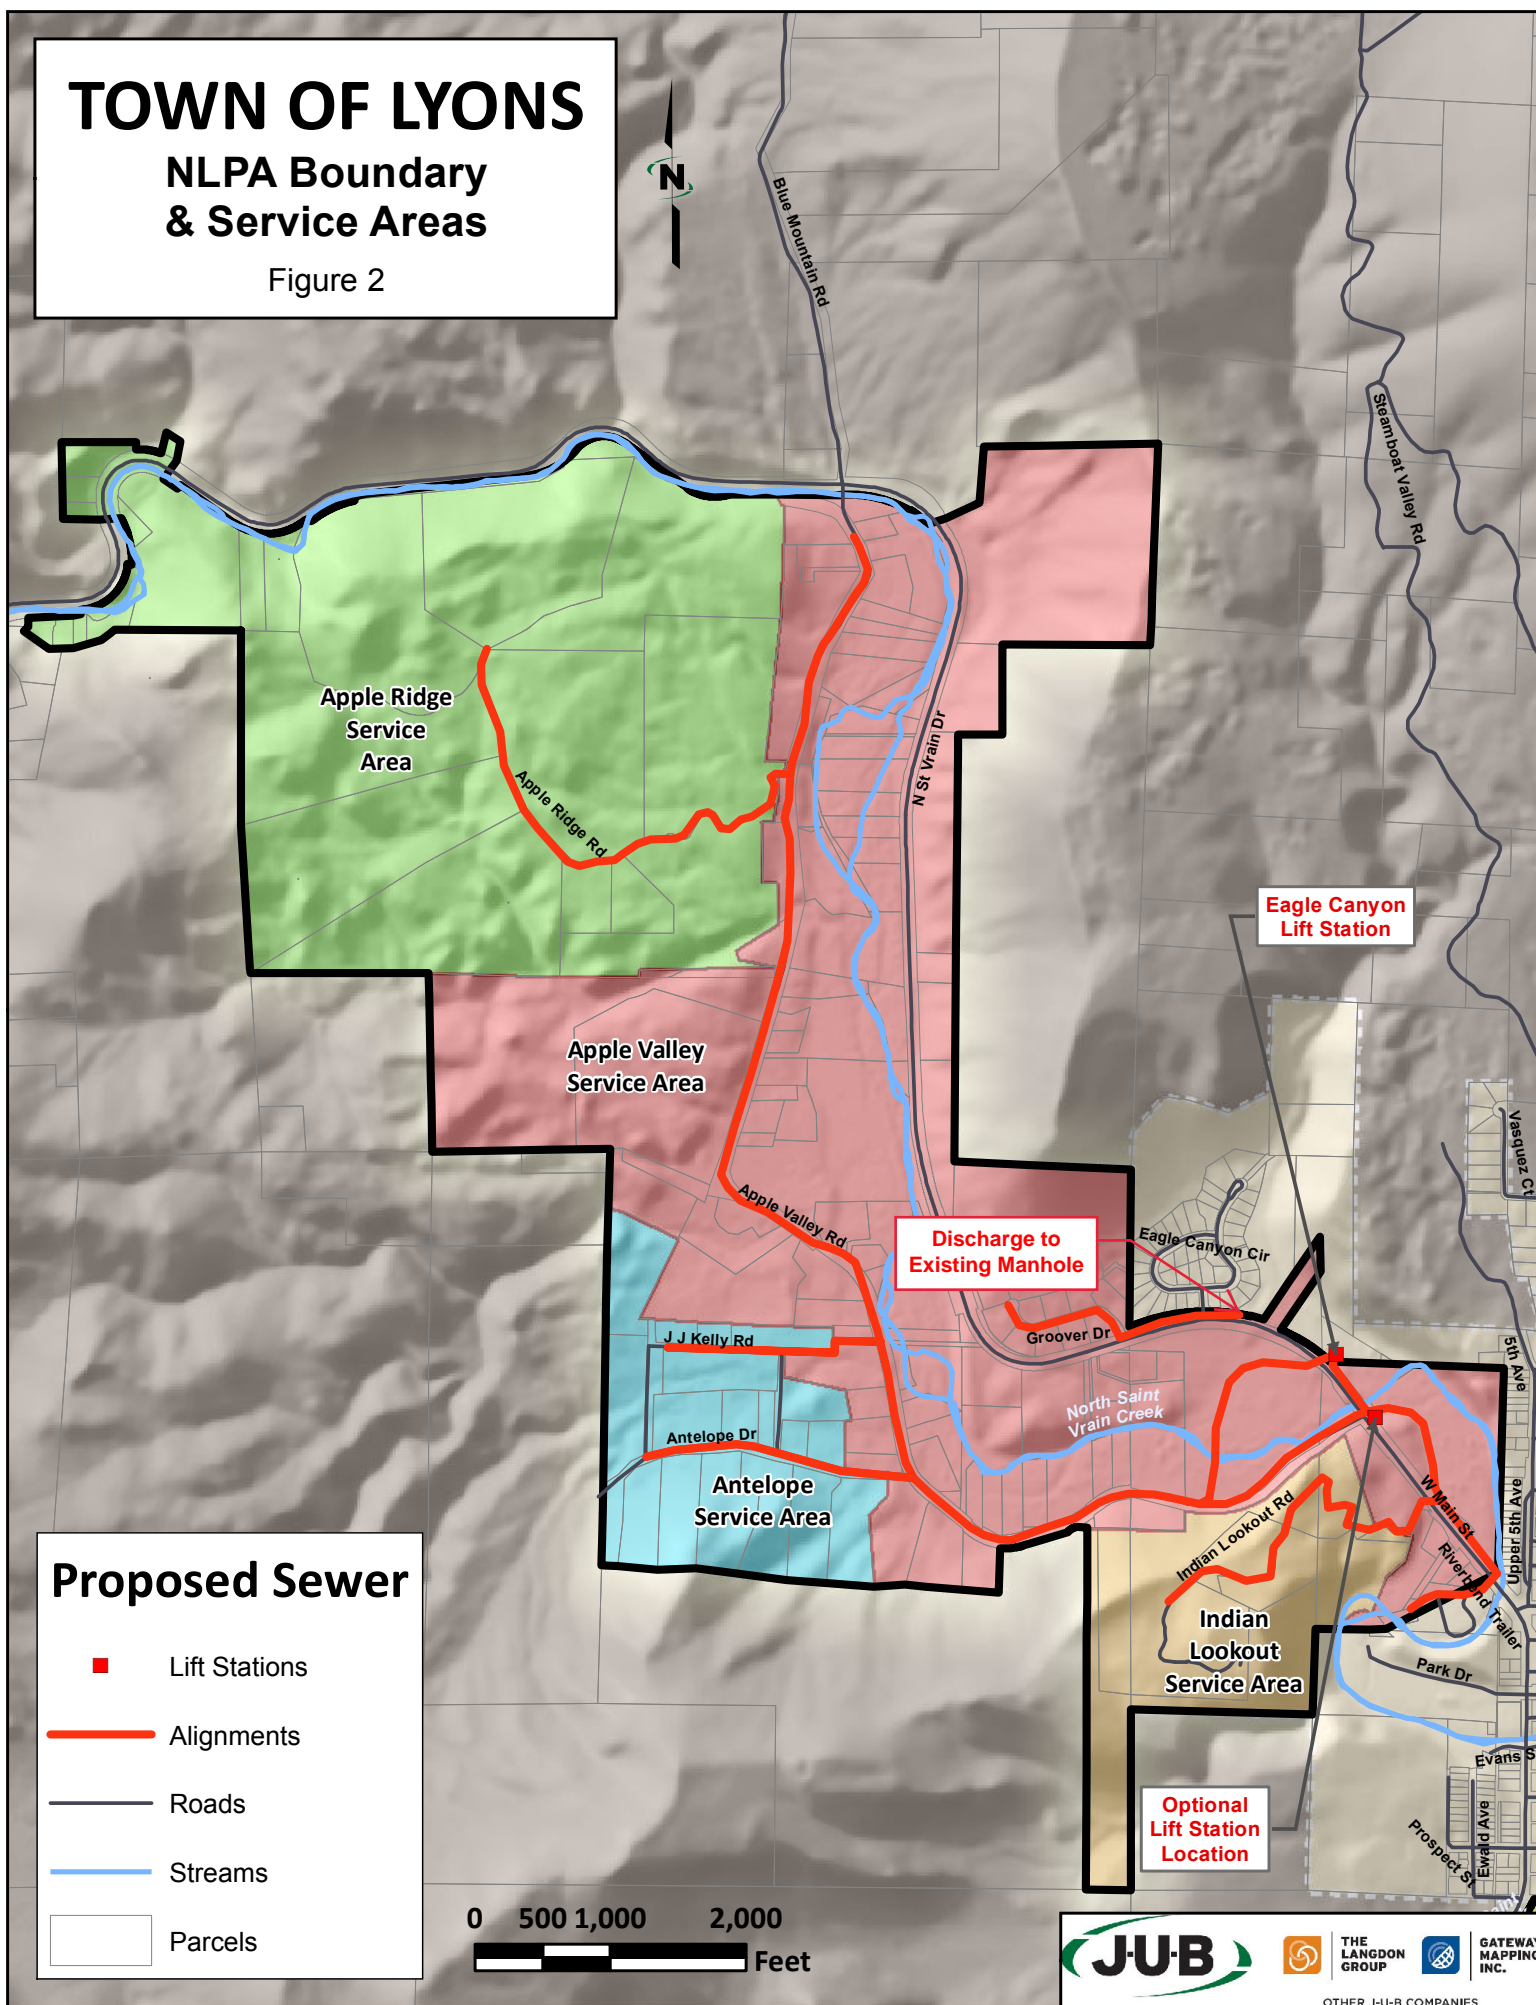 TOWN OF LYONS
NLPA Boundary
& Service Areas
Figure 2
N
Blue Mountain Rd
Steamboat Valley Rd
Apple Ridge
Service
Area
Apple Ridge Rd
N St Vrain Dr
Eagle Canyon
Lift Station
Apple Valley
Service Area
Vasquez Ct
Apple Valley Rd
Discharge to
Existing Manhole
Eagle Canyon Cir
J J Kelly Rd
Groover Dr
5th Ave
North Saint
Vrain Creek
Antelope Dr
Antelope
Service Area
Indian Lookout Rd
W Main St
Upper 5th Ave
Riverbend Trailer
Indian
Lookout
Service Area
Park Dr
Evans S
Optional
Lift Station
Location
Prospect St
Ewald Ave
Proposed Sewer
Lift Stations
Alignments
Roads
Streams
Parcels
0 500 1,000 2,000
Feet
J-U-B
THE
LANGDON
GROUP
GATEWAY
MAPPING
INC.
OTHER J-U-B COMPANIES